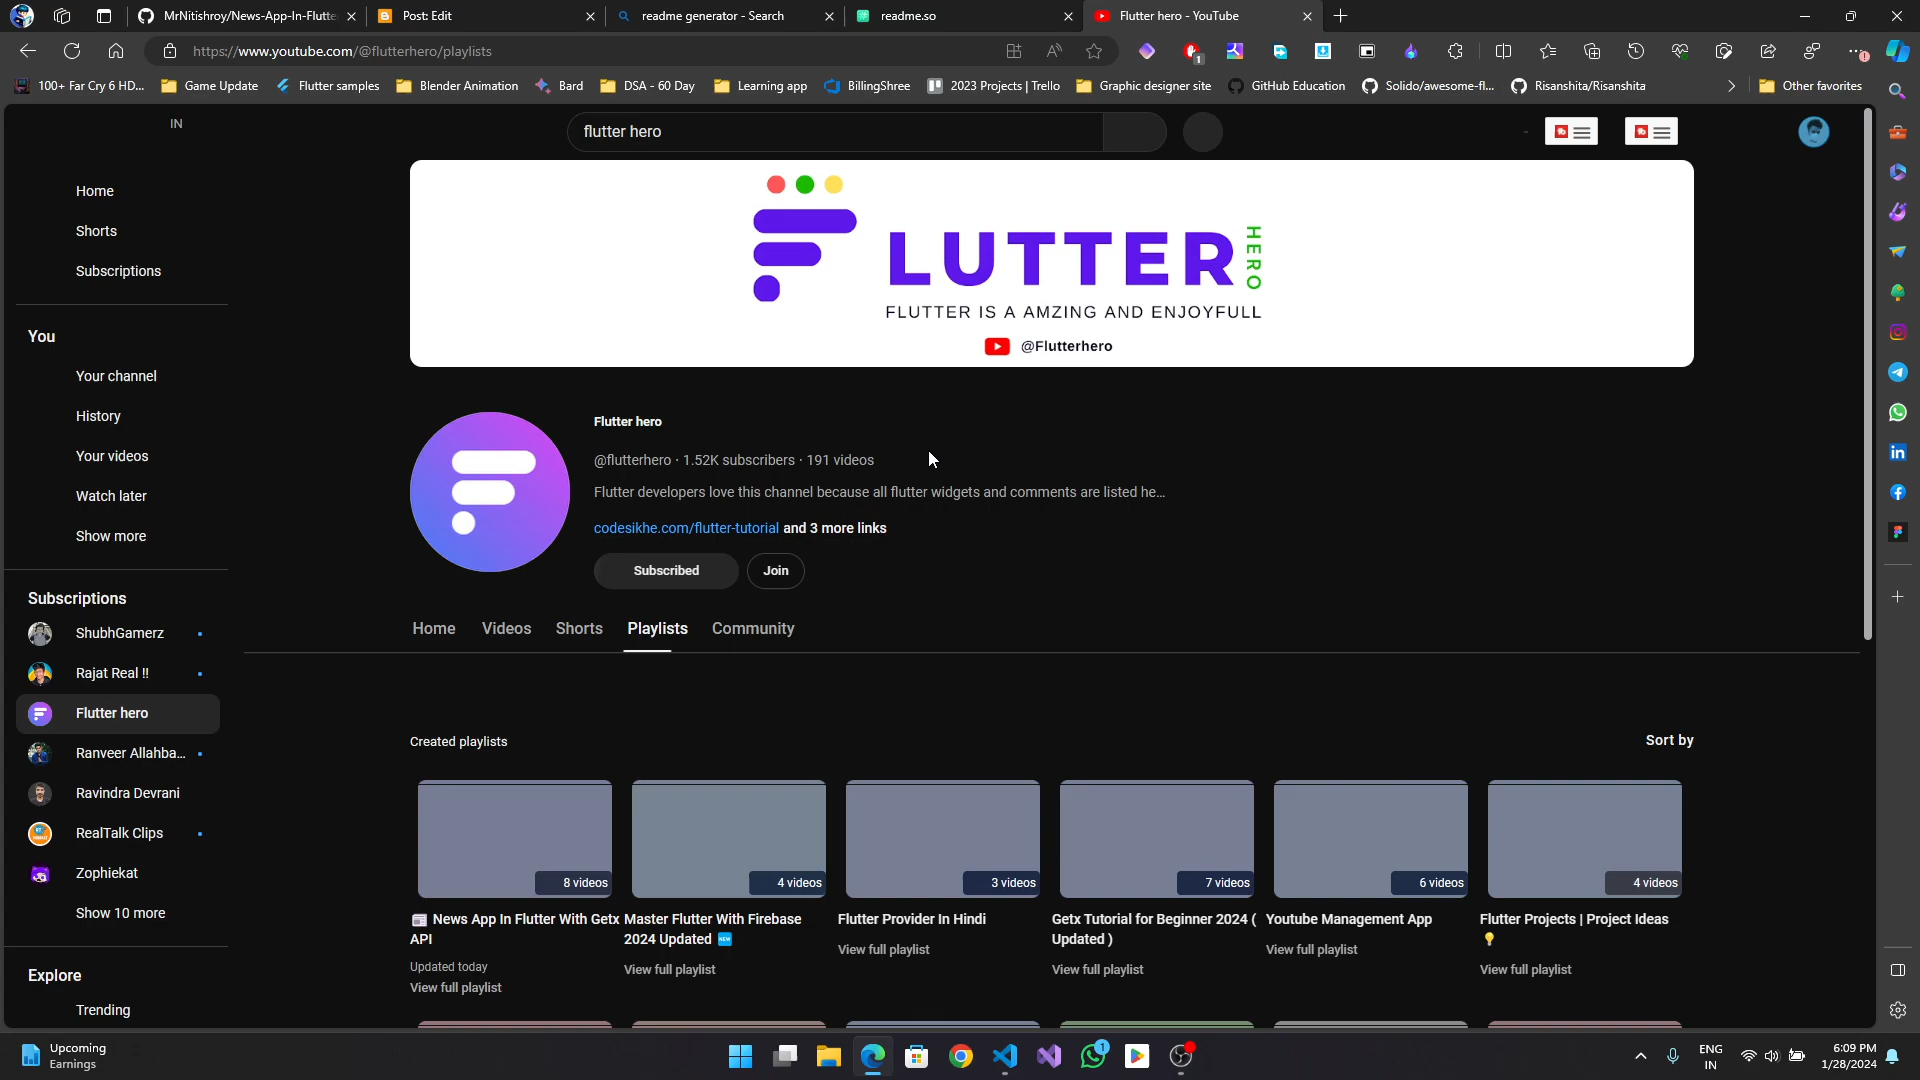 MrNitishroy/News-App-In-Flutte
Post: Edit
readme generator - Search
readme.so
Flutter hero - YouTube
https://www.youtube.com/@flutterhero/playlists
1
100+ Far Cry 6 HD...
Game Update
Flutter samples
Blender Animation
Bard
DSA - 60 Day
Learning app
BillingShree
2023 Projects | Trello
Graphic designer site
GitHub Education
Solido/awesome-fl...
Risanshita/Risanshita
Other favorites
IN
flutter hero
Home
Shorts
Subscriptions
You
Your channel
History
Your videos
Watch later
Show more
Subscriptions
ShubhGamerz
Rajat Real !!
Flutter hero
Ranveer Allahba...
Ravindra Devrani
RealTalk Clips
Zophiekat
Show 10 more
Explore
Trending
LUTTER
HERO
FLUTTER IS A AMZING AND ENJOYFULL
@Flutterhero
Flutter hero
@flutterhero · 1.52K subscribers · 191 videos
Flutter developers love this channel because all flutter widgets and comments are listed he...
codesikhe.com/flutter-tutorial and 3 more links
Subscribed
Join
Home
Videos
Shorts
Playlists
Community
Created playlists
Sort by
8 videos
4 videos
3 videos
7 videos
6 videos
4 videos
📰 News App In Flutter With Getx
API
Updated today
View full playlist
Master Flutter With Firebase
2024 Updated 🆕
View full playlist
Flutter Provider In Hindi
View full playlist
Getx Tutorial for Beginner 2024 (
Updated )
View full playlist
Youtube Management App
View full playlist
Flutter Projects | Project Ideas
💡
View full playlist
Upcoming
Earnings
1
ENG
IN
6:09 PM
1/28/2024